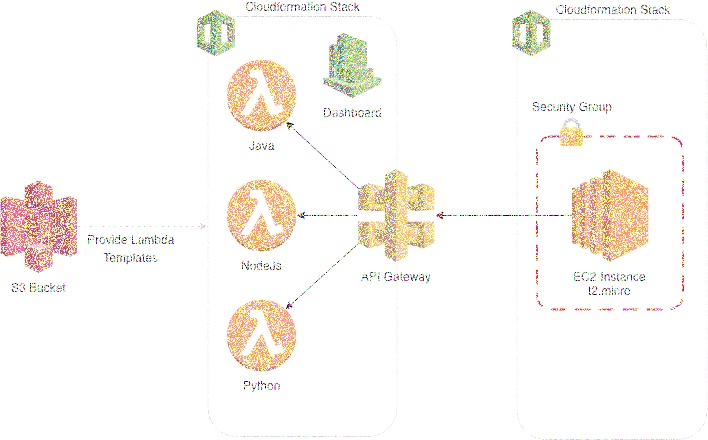 Cloudformation Stack
Cloudformation Stack
Dashboard
Security Group
Java
Provide Lambda
Templates
NodeJs
API Gateway
EC2 Instance
t2.micro
S3 Bucket
Python